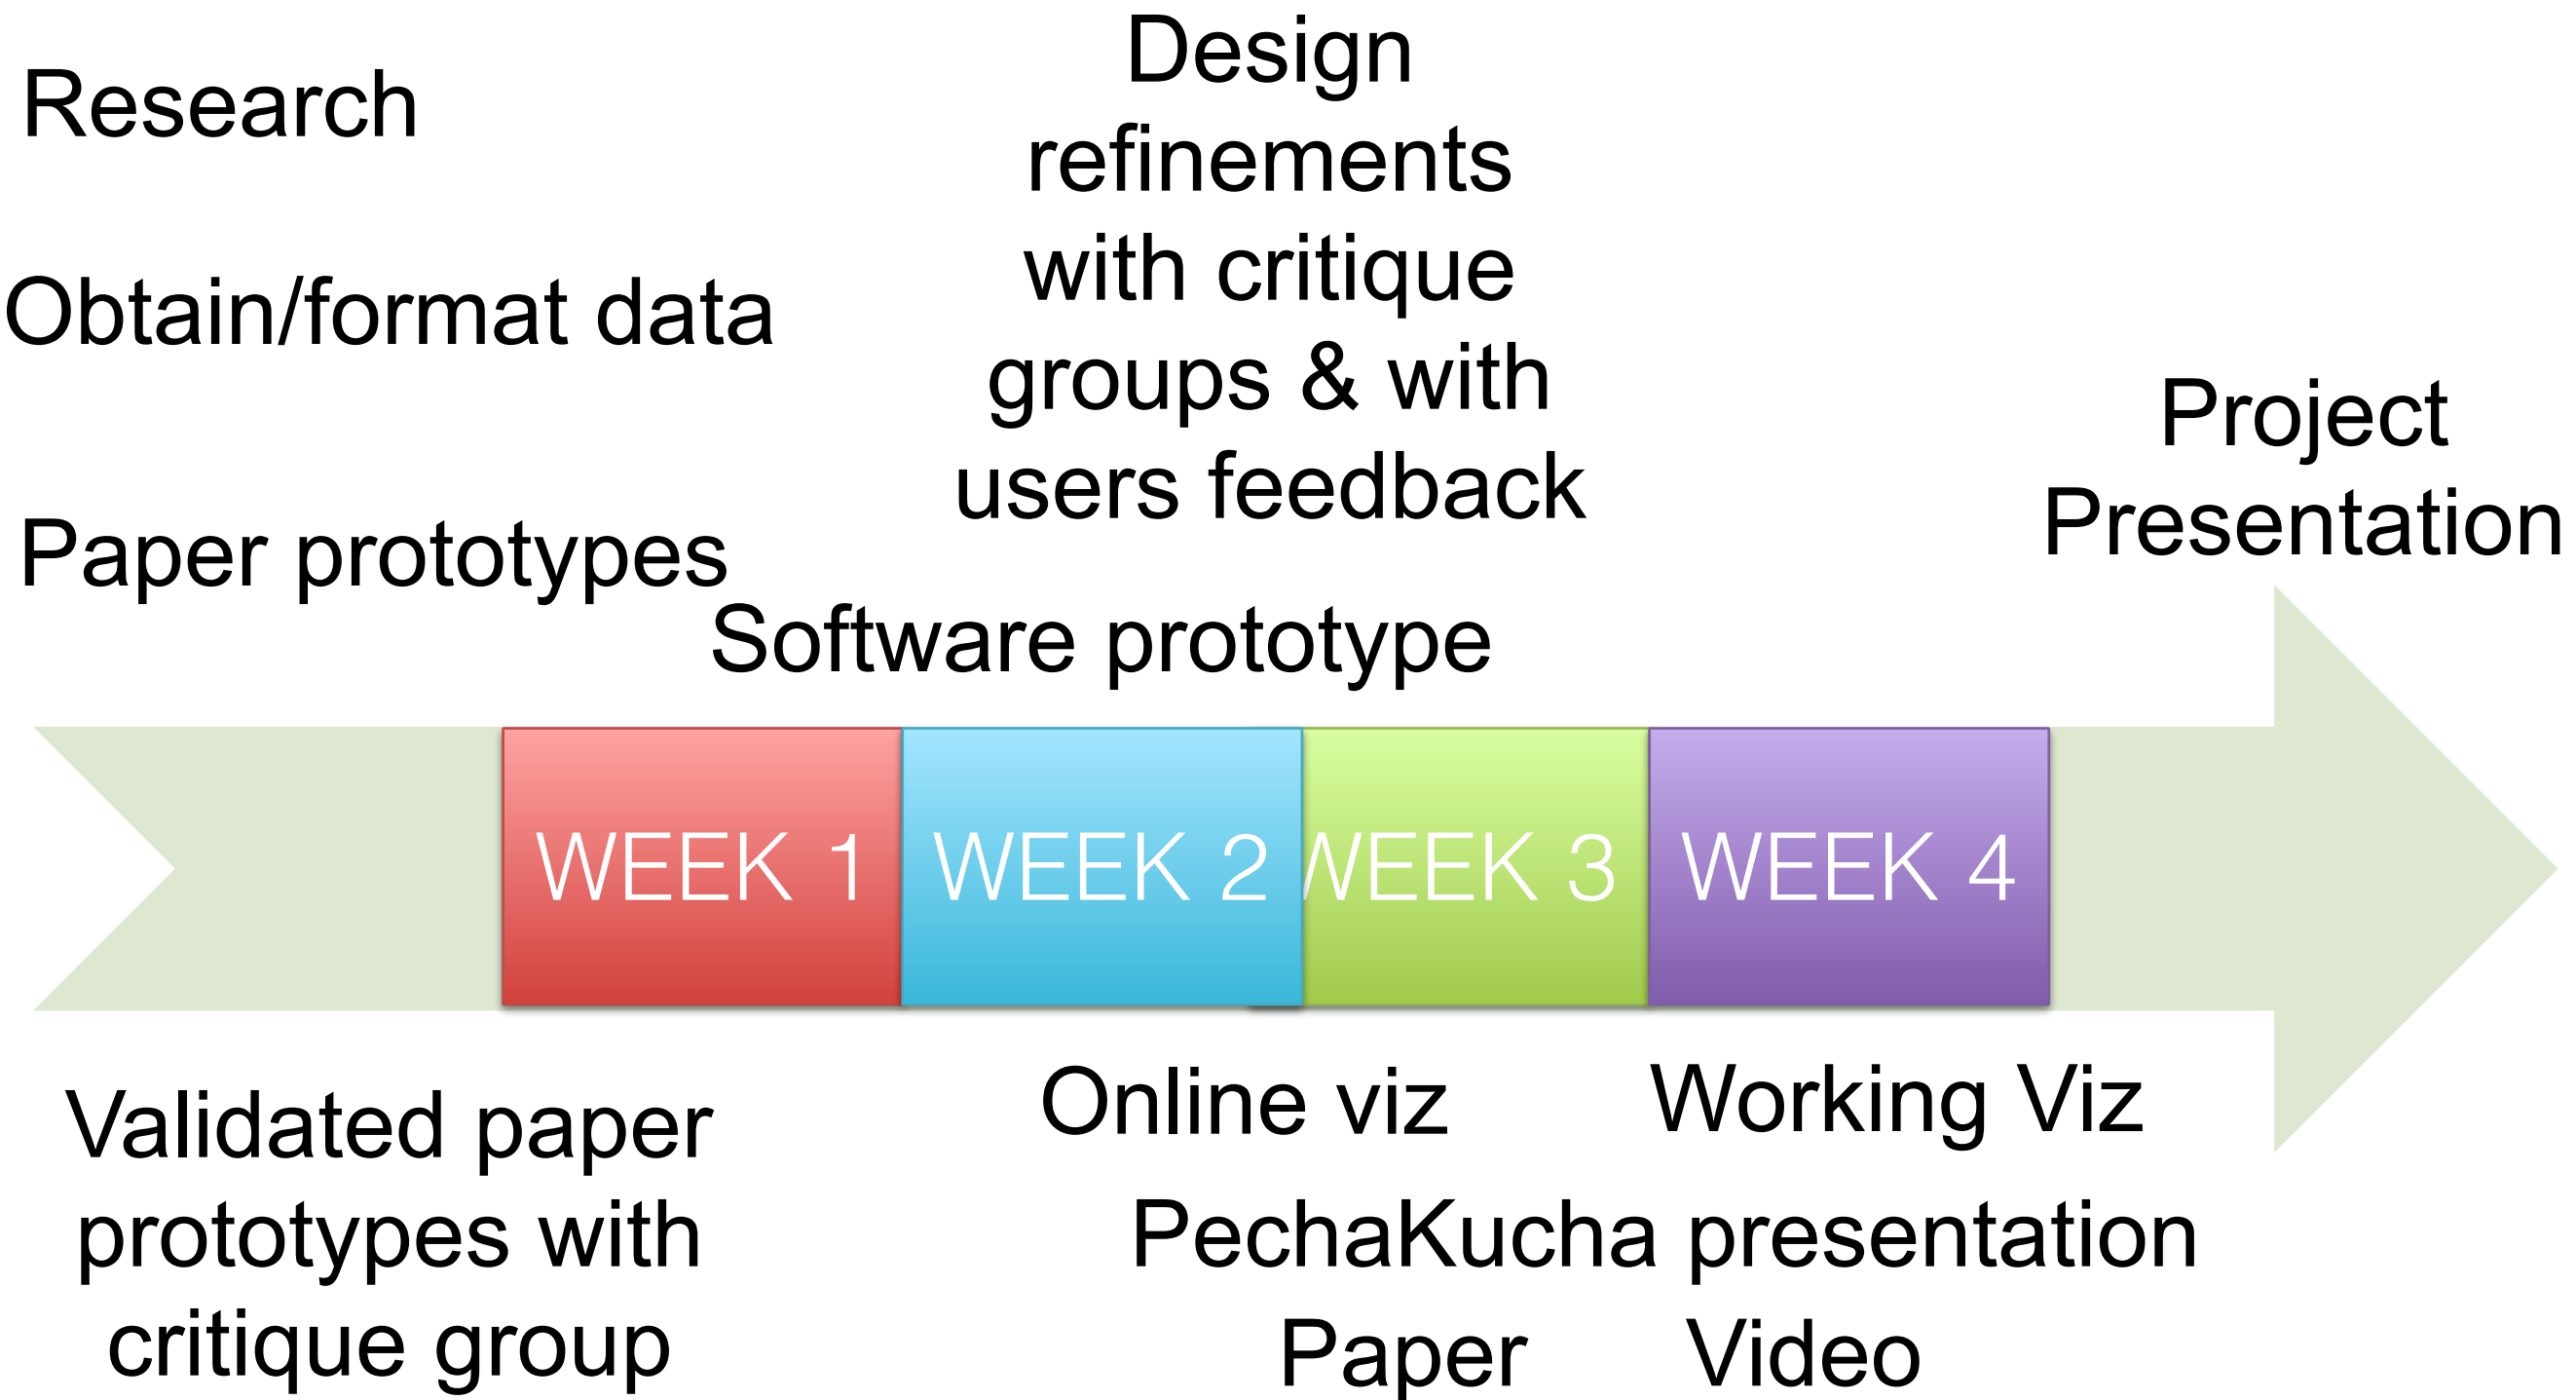 Research
Obtain/format data
Paper prototypes
Design
refinements
with critique
groups & with
users feedback
Software prototype
Project
Presentation
WEEK 1
WEEK 2
WEEK 3
WEEK 4
Validated paper
prototypes with
critique group
Online viz
Working Viz
PechaKucha presentation
Paper
Video